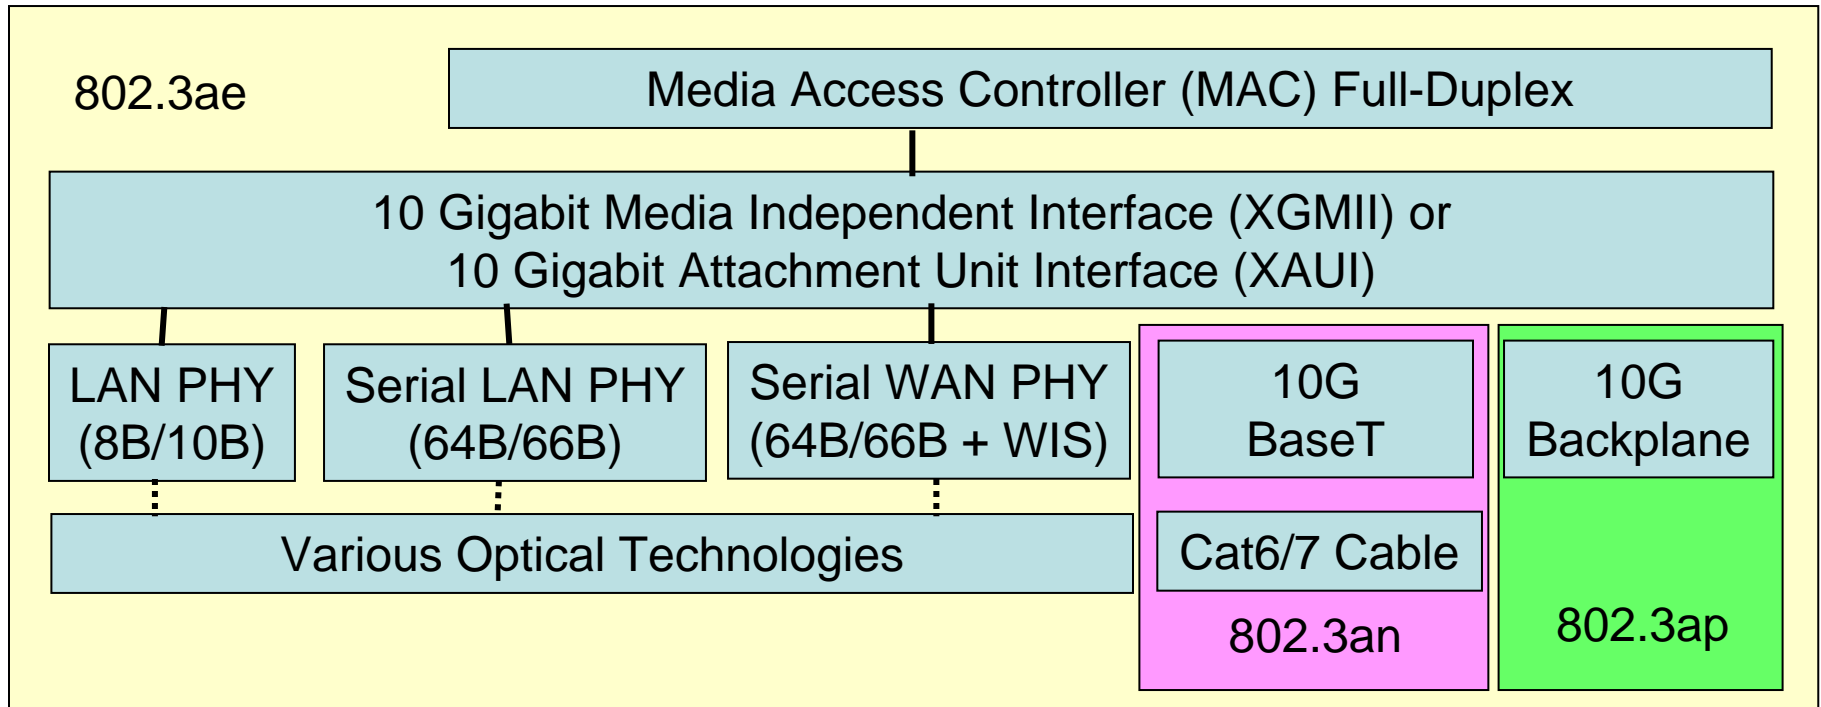 802.3ae
Media Access Controller (MAC) Full-Duplex
10 Gigabit Media Independent Interface (XGMII) or
10 Gigabit Attachment Unit Interface (XAUI)
LAN PHY
(8B/10B)
Serial LAN PHY
(64B/66B)
Serial WAN PHY
(64B/66B + WIS)
10G
BaseT
10G
Backplane
Various Optical Technologies
Cat6/7 Cable
802.3an
802.3ap